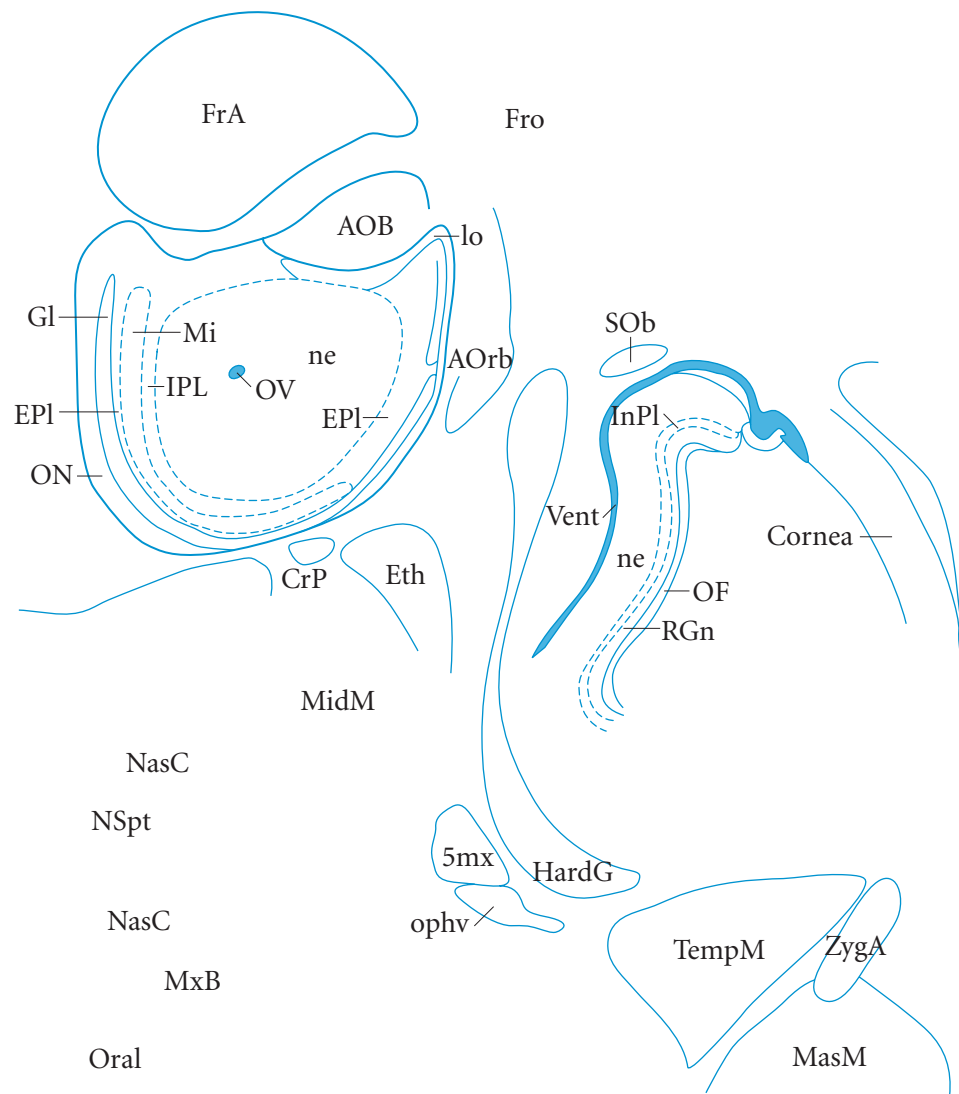 FrA
Fro
AOB
lo
Gl
Mi
SOb
ne
AOrb
IPL
OV
EPl
EPl
InPl
ON
Vent
Cornea
ne
CrP
Eth
OF
RGn
MidM
NasC
NSpt
5mx
HardG
NasC
ophv
TempM
ZygA
MxB
Oral
MasM